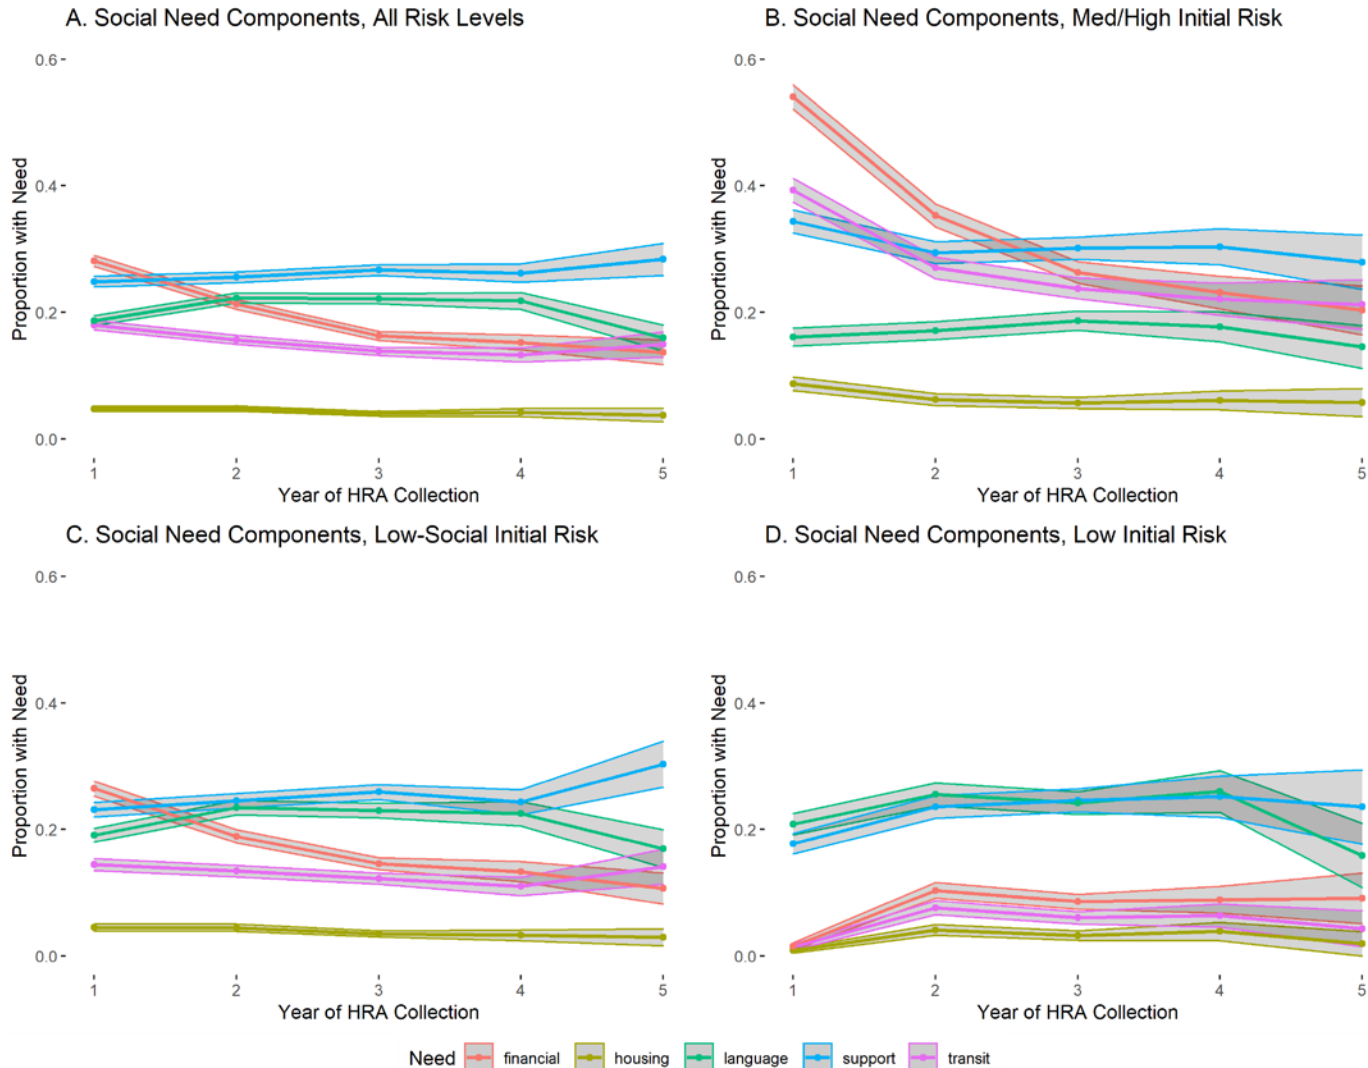 A. Social Need Components, All Risk Levels
0.6
0.4
0.2
0.0
Proportion with Need
1 2 3 4 5
Year of HRA Collection
B. Social Need Components, Med/High Initial Risk
0.6
0.4
0.2
0.0
Proportion with Need
1 2 3 4 5
Year of HRA Collection
C. Social Need Components, Low-Social Initial Risk
0.6
0.4
0.2
0.0
Proportion with Need
1 2 3 4 5
Year of HRA Collection
D. Social Need Components, Low Initial Risk
0.6
0.4
0.2
0.0
Proportion with Need
1 2 3 4 5
Year of HRA Collection
Need financial housing language support transit